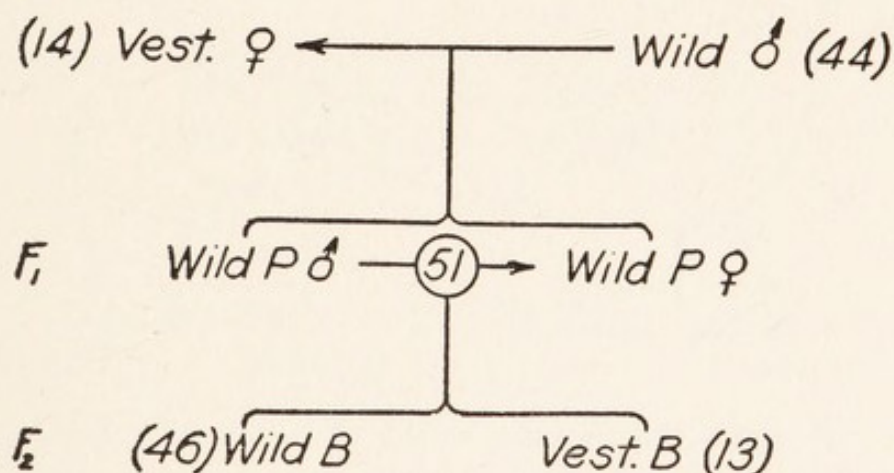 (14) Vest. ♀ Wild ♂ (44)
F₁ Wild P ♂ 51 Wild P ♀
F₂ (46) Wild B Vest. B (13)